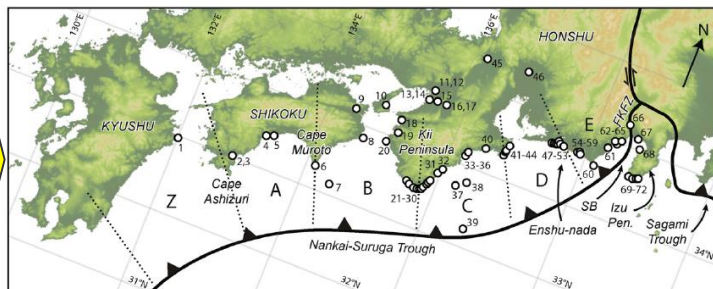 130°E
132°E
134°E
136°E
HONSHU
N
45
46
11,12
13,14
15
16,17
10
9
SHIKOKU
KYUSHU
18
19
Kii
Peninsula
E
FKFZ
66
62-65
67
68
61
1
4
5
Cape
Muroto
8
20
40
41-44
47-53
54-59
60
2,3
6
31
32
33-36
Z
Cape
Ashizuri
A
7
B
21-30
37
38
C
D
SB
69-72
Izu
Pen.
Sagami
Trough
39
Enshu-nada
Nankai-Suruga Trough
31°N
32°N
33°N
34°N